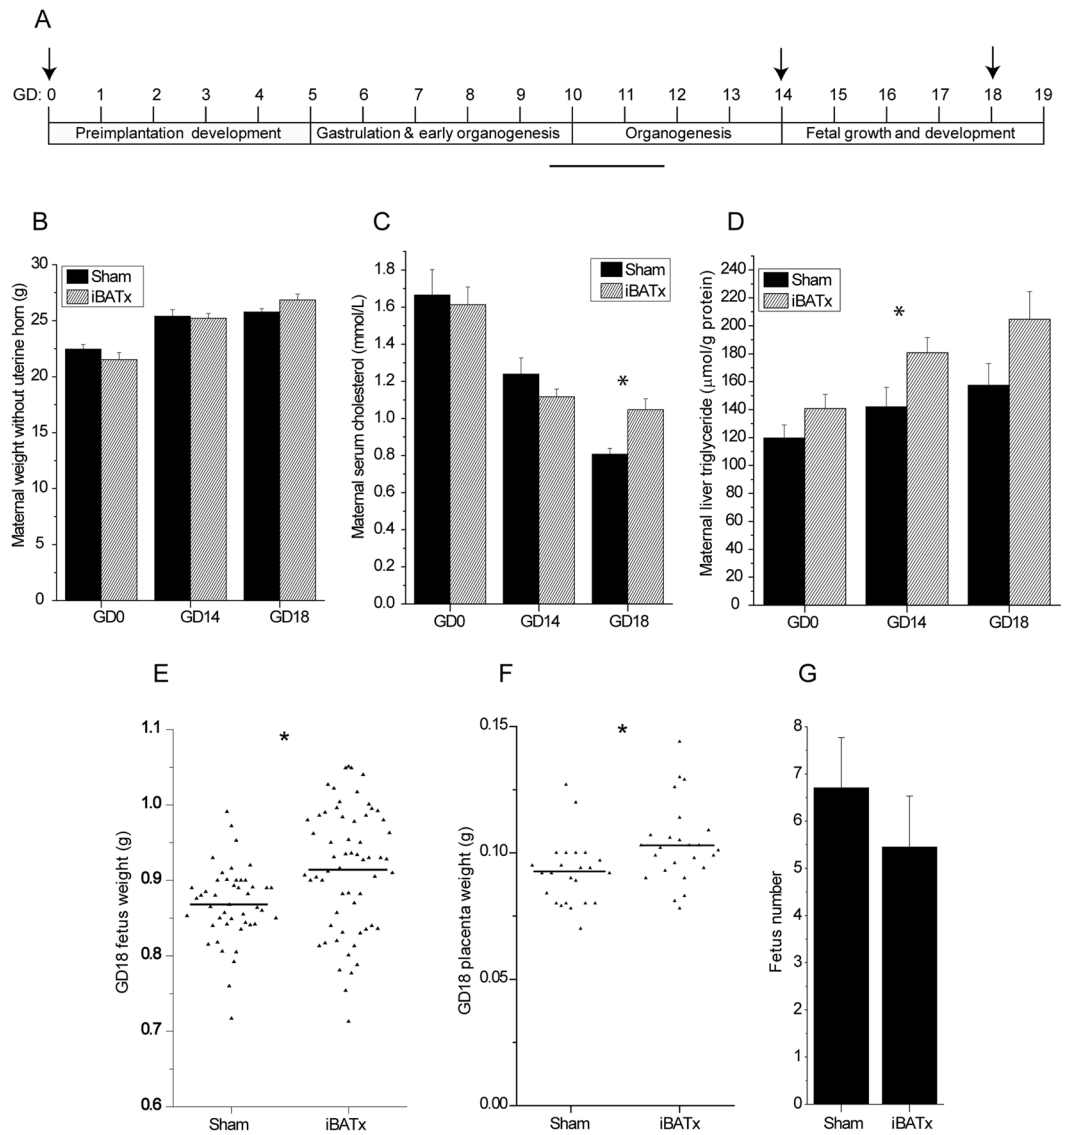 A
GD: 0 1 2 3 4 5 6 7 8 9 10 11 12 13 14 15 16 17 18 19
Preimplantation development Gastrulation & early organogenesis Organogenesis Fetal growth and development
B
Maternal weight without uterine horn (g)
30
25
20
25
30
5
0
Sham
iBATx
GD0 GD14 GD18
C
Maternal serum cholesterol (mmol/L)
1.8
1.6
1.4
1.2
1.0
0.8
0.6
0.4
0.2
0.0
Sham
iBATx
*
GD0 GD14 GD18
D
Maternal liver triglyceride (μmol/g protein)
240
220
200
180
160
140
120
100
80
60
40
20
0
Sham
iBATx
*
GD0 GD14 GD18
E
GD18 fetus weight (g)
1.1
1.0
0.9
0.8
0.7
0.6
*
Sham iBATx
F
GD18 placenta weight (g)
0.15
0.10
0.05
0.00
*
Sham iBATx
G
Fetus number
8
7
6
5
4
3
2
1
0
Sham iBATx